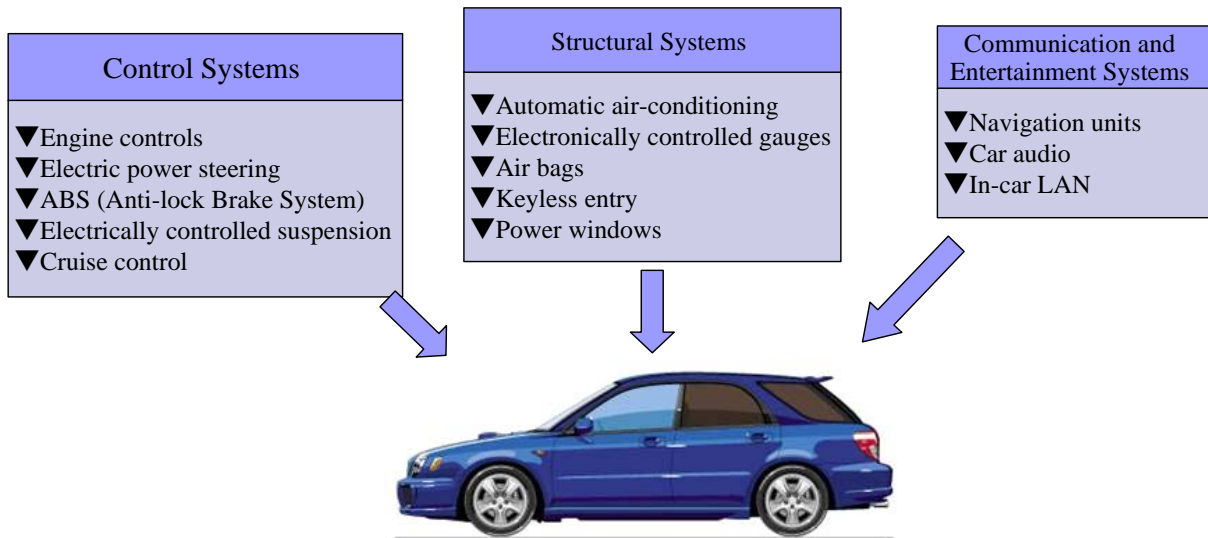 Control Systems
▼Engine controls
▼Electric power steering
▼ABS (Anti-lock Brake System)
▼Electrically controlled suspension
▼Cruise control
Structural Systems
▼Automatic air-conditioning
▼Electronically controlled gauges
▼Air bags
▼Keyless entry
▼Power windows
Communication and
Entertainment Systems
▼Navigation units
▼Car audio
▼In-car LAN